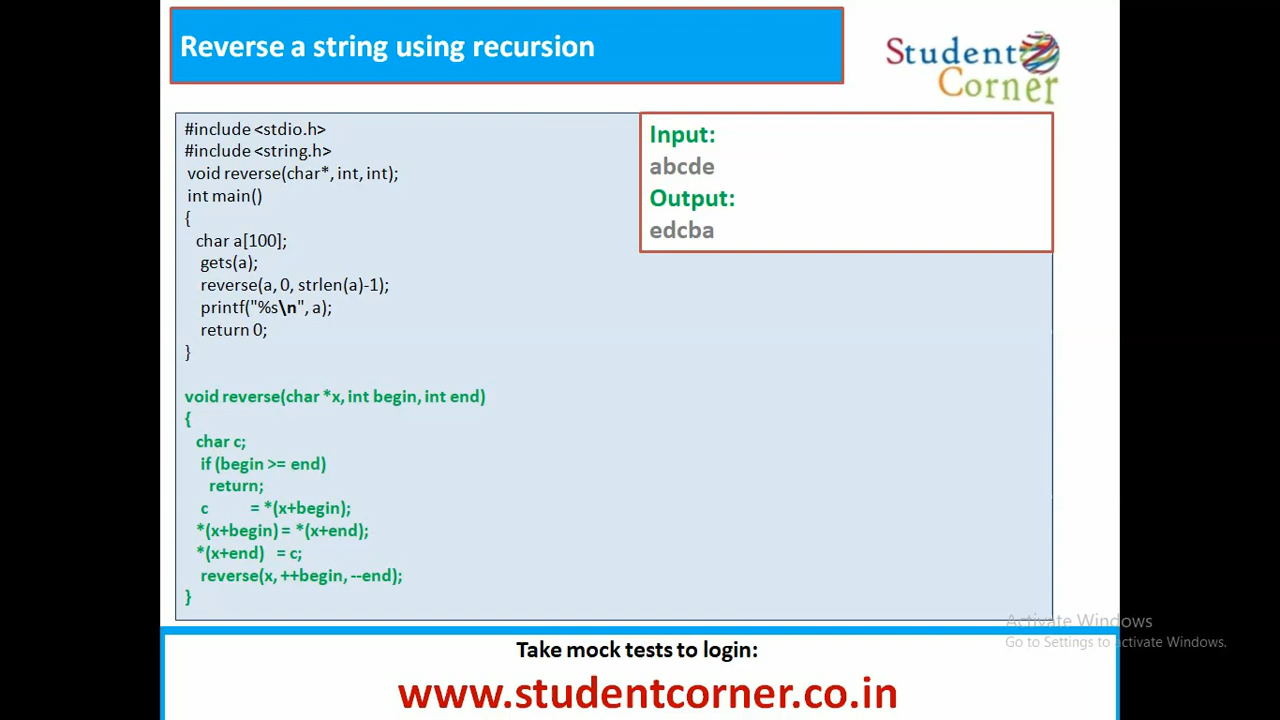 Reverse a string using recursion
Student
Corner
#include <stdio.h>
#include <string.h>
void reverse(char*, int, int);
int main()
{
char a[100];
gets(a);
reverse(a, 0, strlen(a)-1);
printf("%s\n", a);
return 0;
}
void reverse(char *x, int begin, int end)
{
char c;
if (begin >= end)
return;
c = *(x+begin);
*(x+begin) = *(x+end);
*(x+end) = c;
reverse(x, ++begin, --end);
}
Input:
abcde
Output:
edcba
Activate Windows
Go to Settings to activate Windows.
Take mock tests to login:
www.studentcorner.co.in